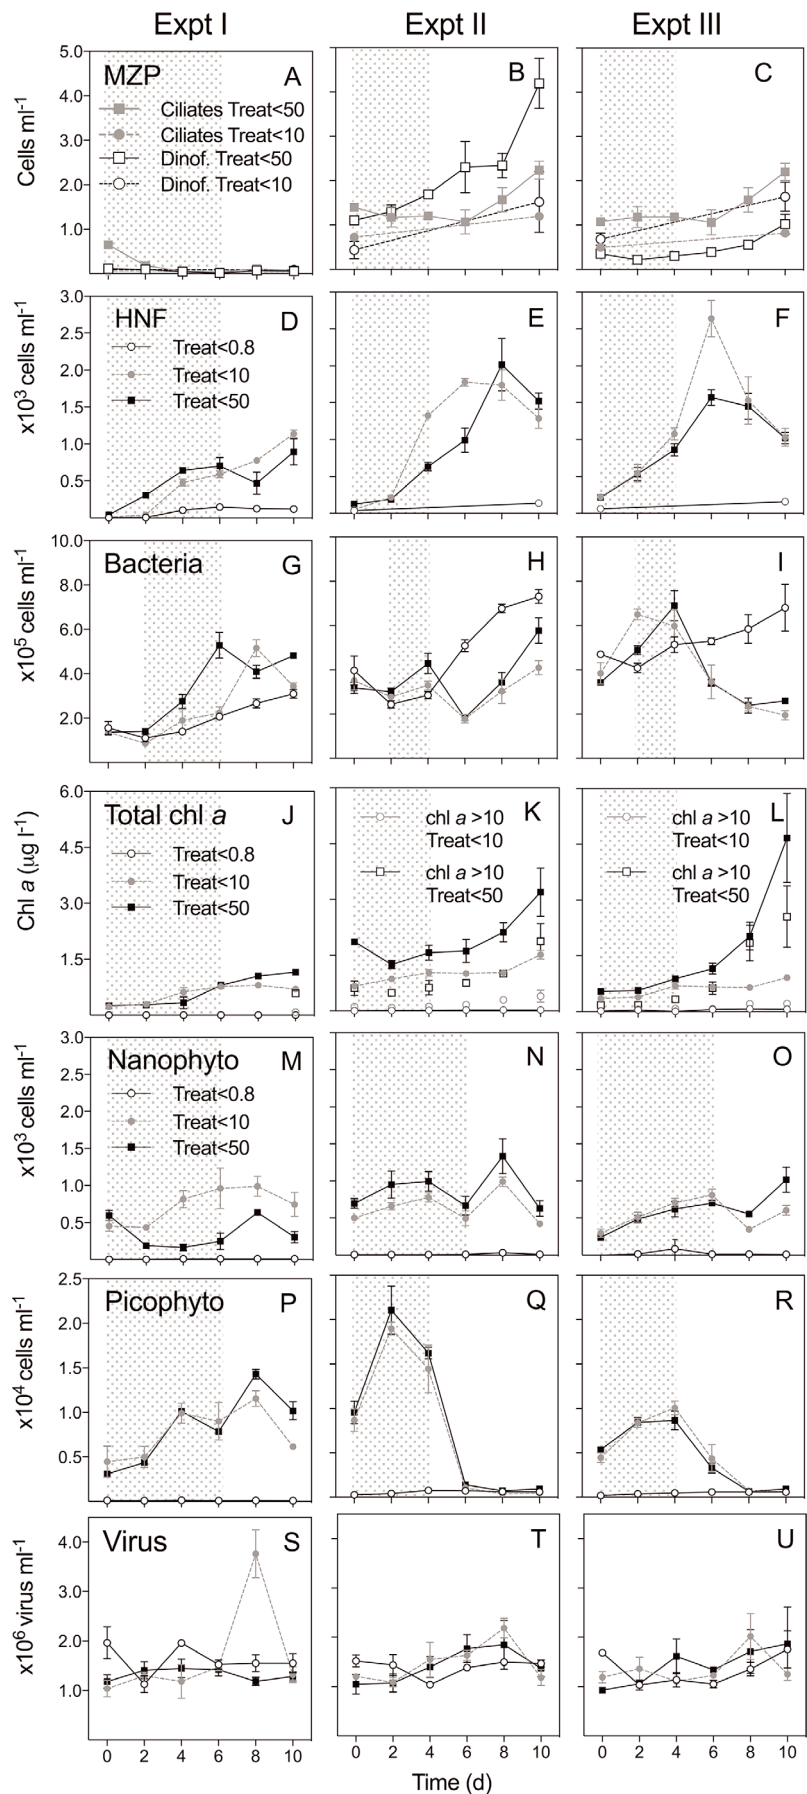 Expt I Expt II Expt III
5.0
4.0
3.0
2.0
1.0
Cells ml-1
MZP A B C
Ciliates Treat<50
Ciliates Treat<10
Dinof. Treat<50
Dinof. Treat<10
3.0
2.5
2.0
1.5
1.0
0.5
x10³ cells ml-1
HNF D E F
Treat<0.8
Treat<10
Treat<50
10.0
8.0
6.0
4.0
2.0
x10⁵ cells ml-1
Bacteria G H I
6.0
4.5
3.0
1.5
Chl a (µg l-1)
Total chl a J K L
Treat<0.8
Treat<10
Treat<50
chl a >10
Treat<10
chl a >10
Treat<50
chl a >10
Treat<10
chl a >10
Treat<50
3.0
2.5
2.0
1.5
1.0
0.5
x10³ cells ml-1
Nanophyto M N O
Treat<0.8
Treat<10
Treat<50
2.5
2.0
1.5
1.0
0.5
x10⁴ cells ml-1
Picophyto P Q R
4.0
3.0
2.0
1.0
x10⁶ virus ml-1
Virus S T U
0 2 4 6 8 10 0 2 4 6 8 10 0 2 4 6 8 10
Time (d)